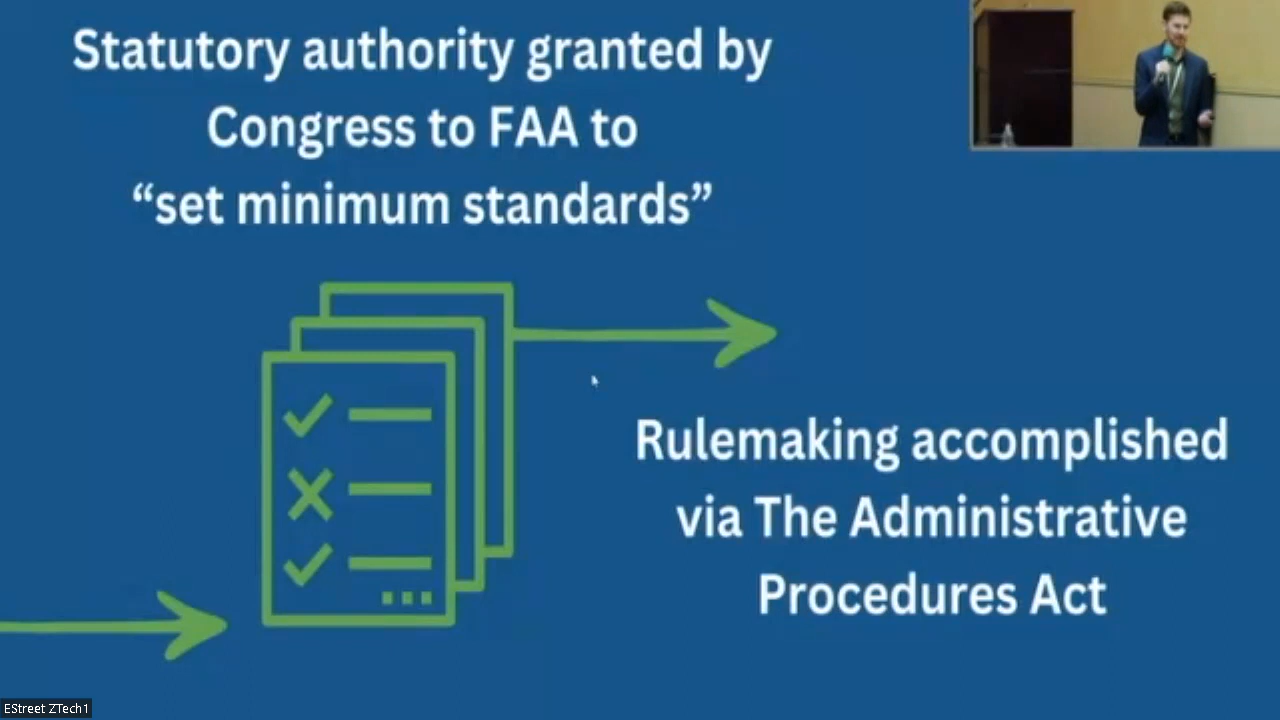 Statutory authority granted by
Congress to FAA to
“set minimum standards”
Rulemaking accomplished
via The Administrative
Procedures Act
EStreet ZTech1